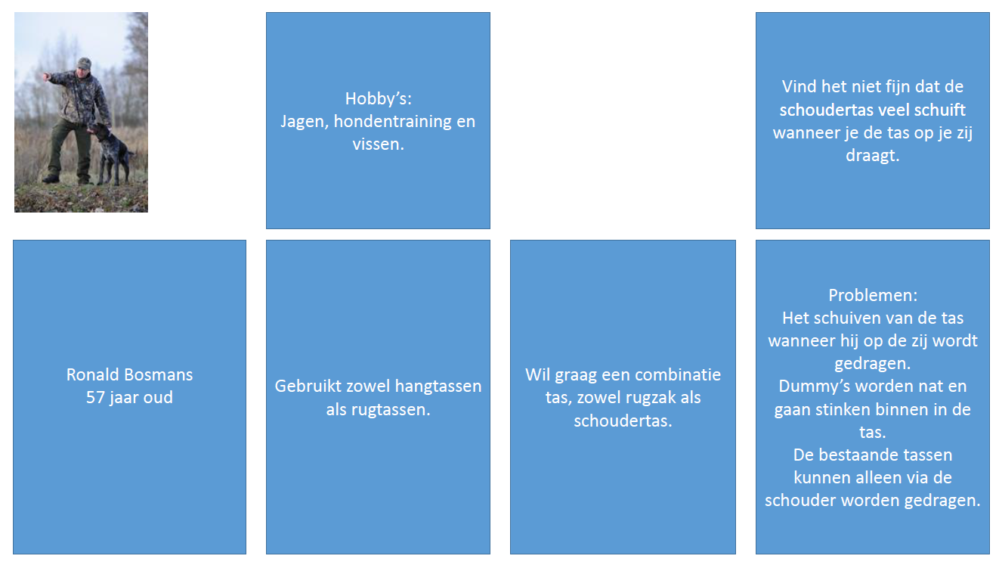 Hobby’s:
Jagen, hondentraining en
vissen.
Vind het niet fijn dat de
schoudertas veel schuift
wanneer je de tas op je zij
draagt.
Ronald Bosmans
57 jaar oud
Gebruikt zowel hangtassen
als rugtassen.
Wil graag een combinatie
tas, zowel rugzak als
schoudertas.
Problemen:
Het schuiven van de tas
wanneer hij op de zij wordt
gedragen.
Dummy’s worden nat en
gaan stinken binnen in de
tas.
De bestaande tassen
kunnen alleen via de
schouder worden gedragen.